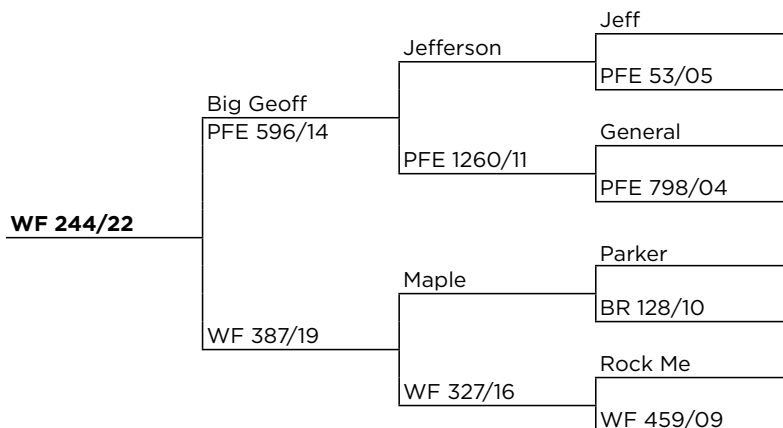 Jeff
Jefferson
PFE 53/05
Big Geoff
PFE 596/14
General
PFE 1260/11
PFE 798/04
WF 244/22
Parker
Maple
BR 128/10
WF 387/19
Rock Me
WF 327/16
WF 459/09